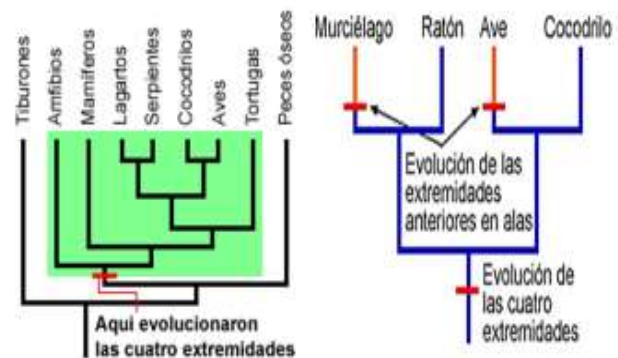 Tiburones
Amfibios
Mamíferos
Lagartos
Serpientes
Cocodrilos
Aves
Tortugas
Peces óseos
Aquí evolucionaron
las cuatro extremidades
Murciélago Ratón Ave Cocodrilo
Evolución de las
extremidades
anteriores en alas
Evolución de
las cuatro
extremidades